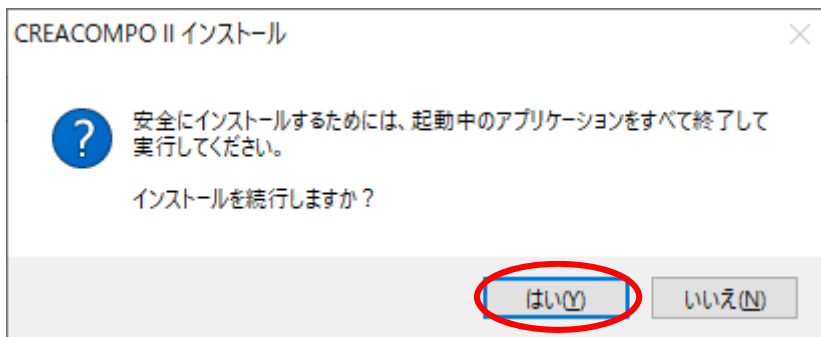 CREACOMPO II インストール
?
安全にインストールするためには、起動中のアプリケーションをすべて終了して
実行してください。
インストールを続行しますか？
はい(Y) いいえ(N)